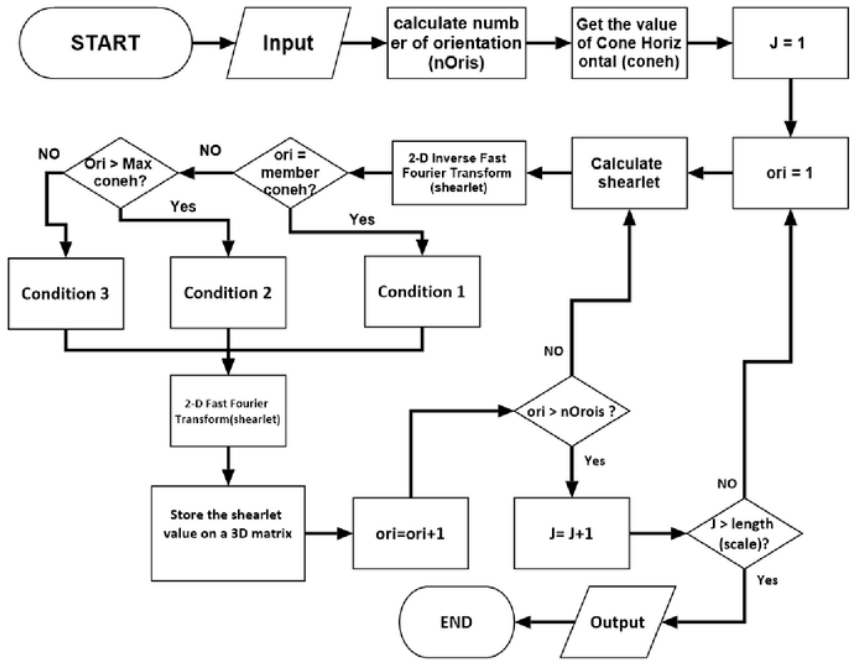 START
Input
calculate numb
er of orientation
(nOris)
Get the value
of Cone Horiz
ontal (coneh)
J = 1
NO
Ori > Max
coneh?
NO
ori =
member
coneh?
2-D Inverse Fast
Fourier Transform
(shearlet)
Calculate
shearlet
ori = 1
Yes
Yes
Condition 3
Condition 2
Condition 1
NO
2-D Fast Fourier
Transform(shearlet)
ori > nOrois ?
Yes
NO
Store the shearlet
value on a 3D matrix
ori=ori+1
J= J+1
J > length
(scale)?
Yes
END
Output